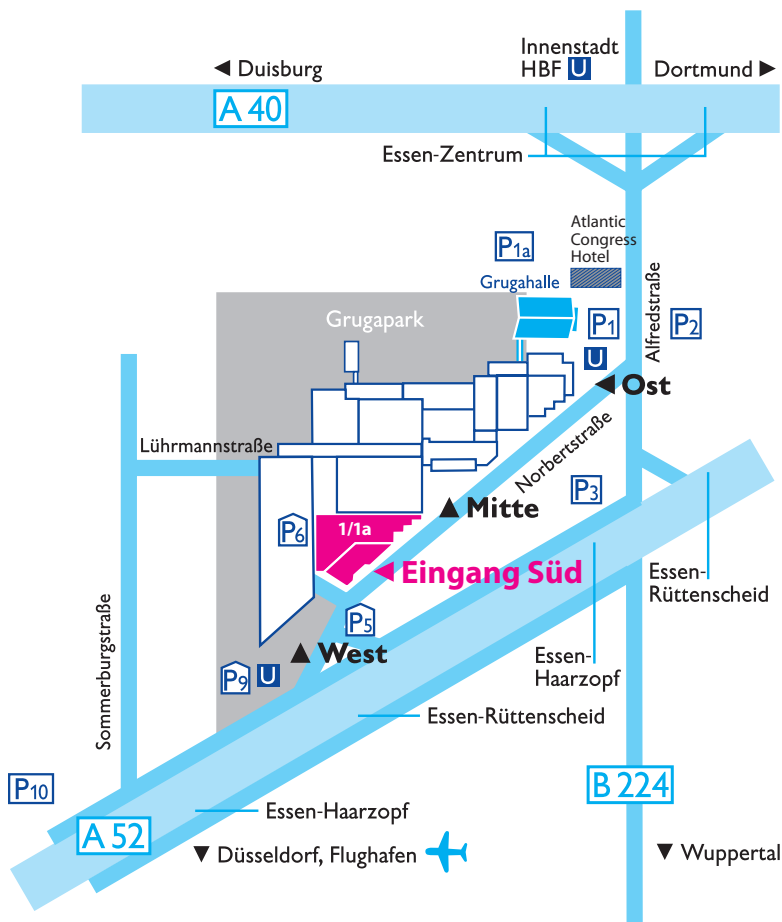 Innenstadt
◄ Duisburg
HBF U
Dortmund ►
A 40
Essen-Zentrum
Atlantic
Congress
Hotel
P1a
Grugahalle
Alfredstraße
Grugapark
P1
P2
U
◄ Ost
Lührmannstraße
Norbertstraße
P3
▲ Mitte
P6
1/1a
◄ Eingang Süd
Essen-
Rüttenscheid
P5
Sommerburgstraße
▲ West
Essen-
Haarzopf
P9 U
Essen-Rüttenscheid
P10
B 224
Essen-Haarzopf
A 52
▼ Düsseldorf, Flughafen
▼ Wuppertal